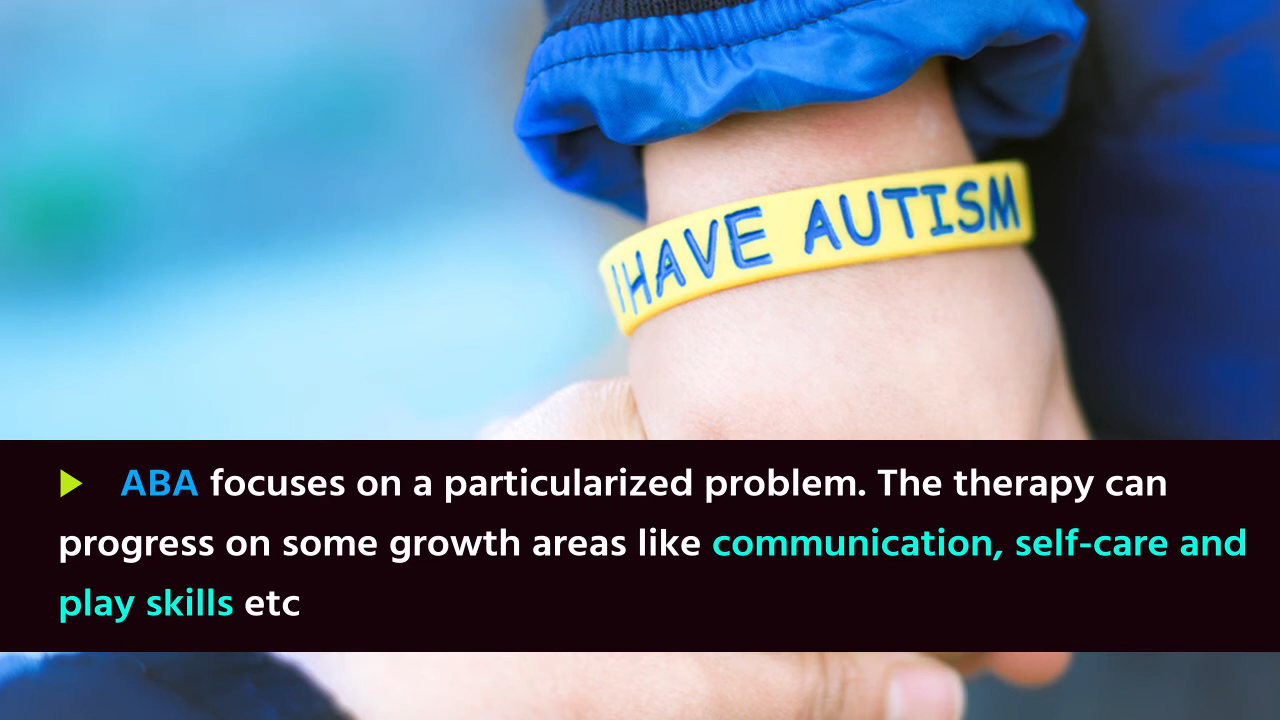 I HAVE AUTISM
ABA focuses on a particularized problem. The therapy can
progress on some growth areas like communication, self-care and
play skills etc